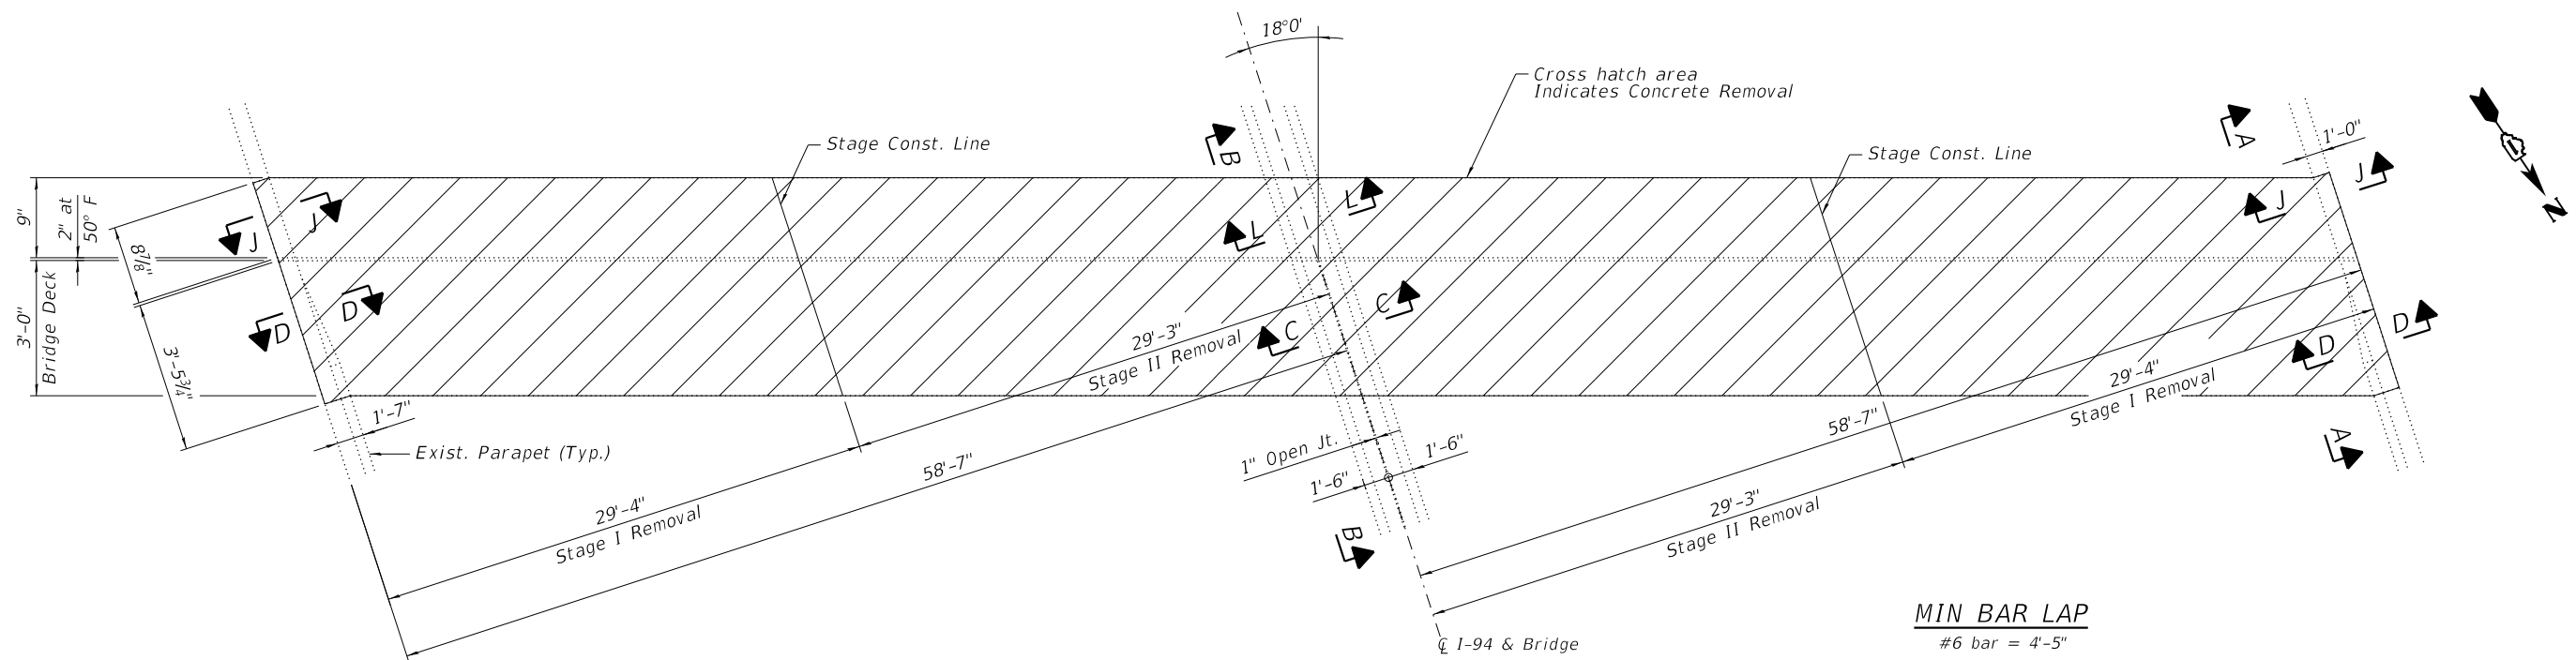 18°0'
Cross hatch area
Indicates Concrete Removal
Stage Const. Line
Stage Const. Line
1'-0"
A
B
J
J
J
J
L
L
9"
2" at
50° F
8⅞"
3'-0"
Bridge Deck
3'-5¾"
D
D
C
C
D
D
29'-3"
Stage II Removal
29'-4"
Stage I Removal
58'-7"
1'-7"
Exist. Parapet (Typ.)
1" Open Jt.
1'-6"
1'-6"
58'-7"
A
29'-4"
Stage I Removal
29'-3"
Stage II Removal
B
N
℄ I-94 & Bridge
MIN BAR LAP
#6 bar = 4'-5"